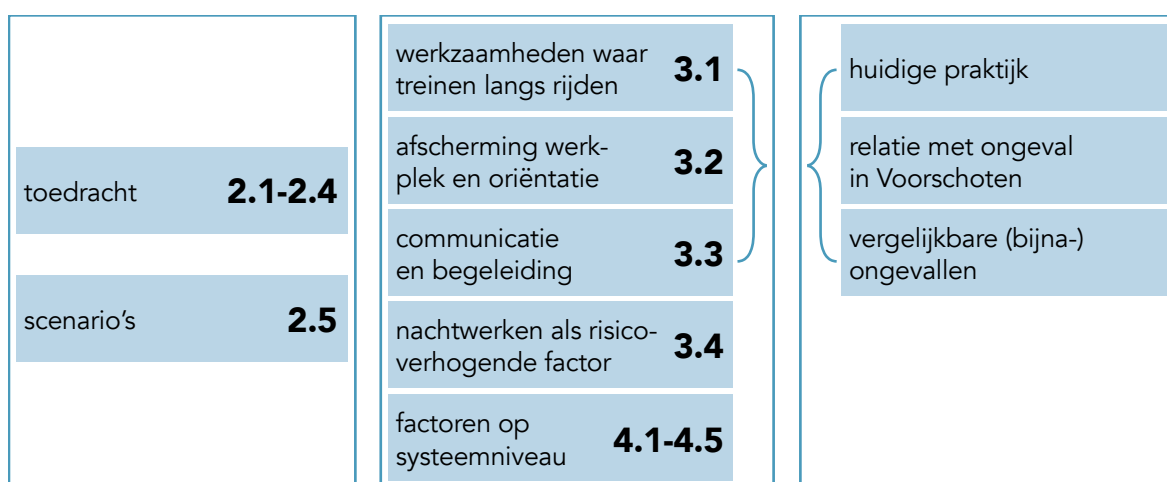 toedracht 2.1-2.4
scenario's 2.5
werkzaamheden waar
treinen langs rijden 3.1
afscherming werk-
plek en oriëntatie 3.2
communicatie
en begeleiding 3.3
nachtwerken als risico-
verhogende factor 3.4
factoren op
systeemniveau 4.1-4.5
huidige praktijk
relatie met ongeval
in Voorschoten
vergelijkbare (bijna-)
ongevallen